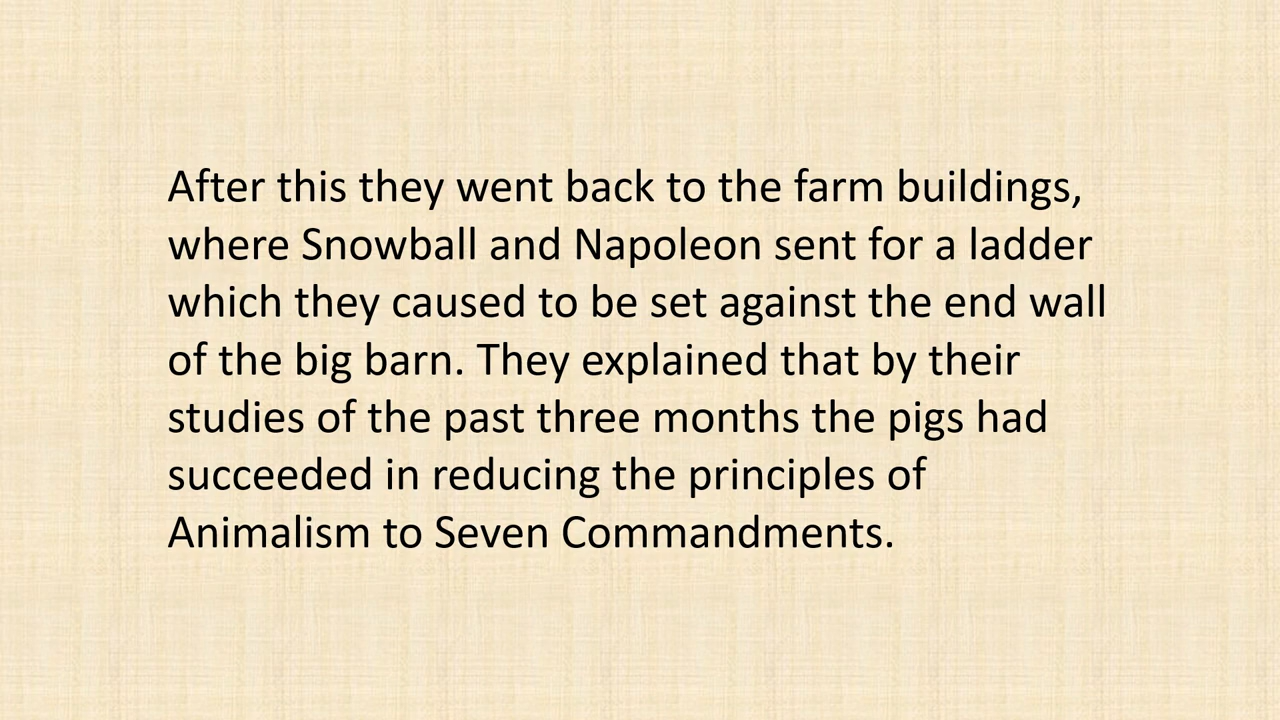 After this they went back to the farm buildings,
where Snowball and Napoleon sent for a ladder
which they caused to be set against the end wall
of the big barn. They explained that by their
studies of the past three months the pigs had
succeeded in reducing the principles of
Animalism to Seven Commandments.